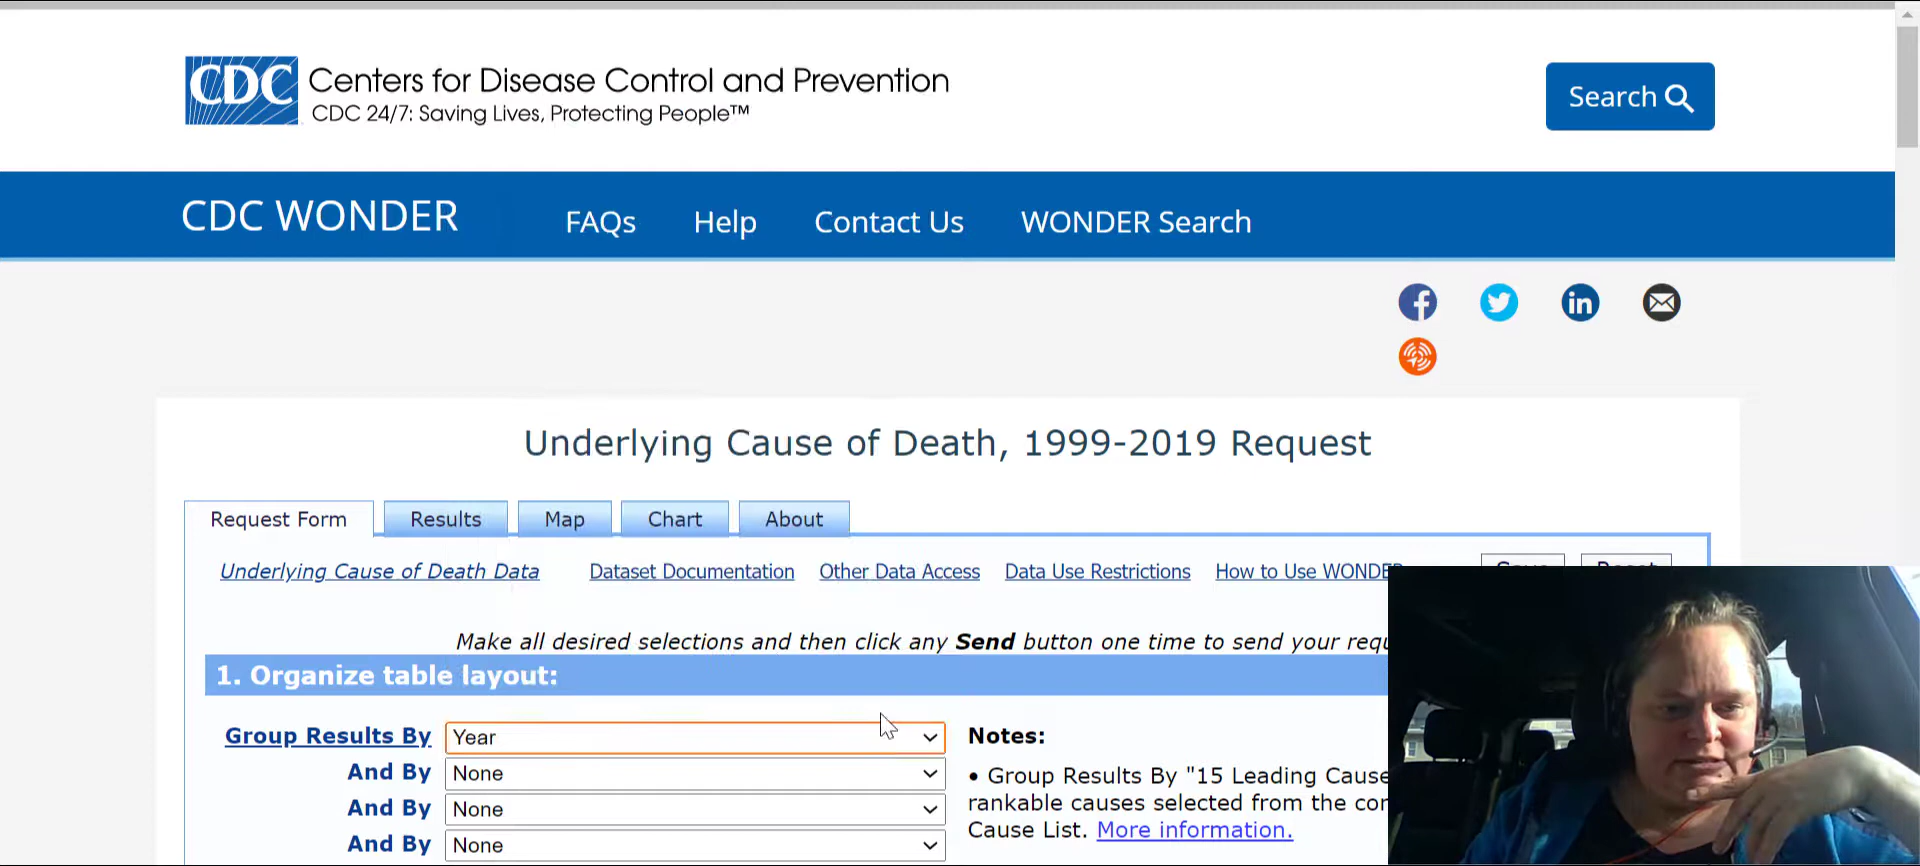 CDC Centers for Disease Control and Prevention
CDC 24/7: Saving Lives, Protecting People™
Search
CDC WONDER FAQs Help Contact Us WONDER Search
Underlying Cause of Death, 1999-2019 Request
Request Form Results Map Chart About
Underlying Cause of Death Data Dataset Documentation Other Data Access Data Use Restrictions How to Use WONDER
Make all desired selections and then click any Send button one time to send your requ
1. Organize table layout:
Group Results By Year Notes:
And By None • Group Results By "15 Leading Cause
And By None rankable causes selected from the cor
And By None Cause List. More information.